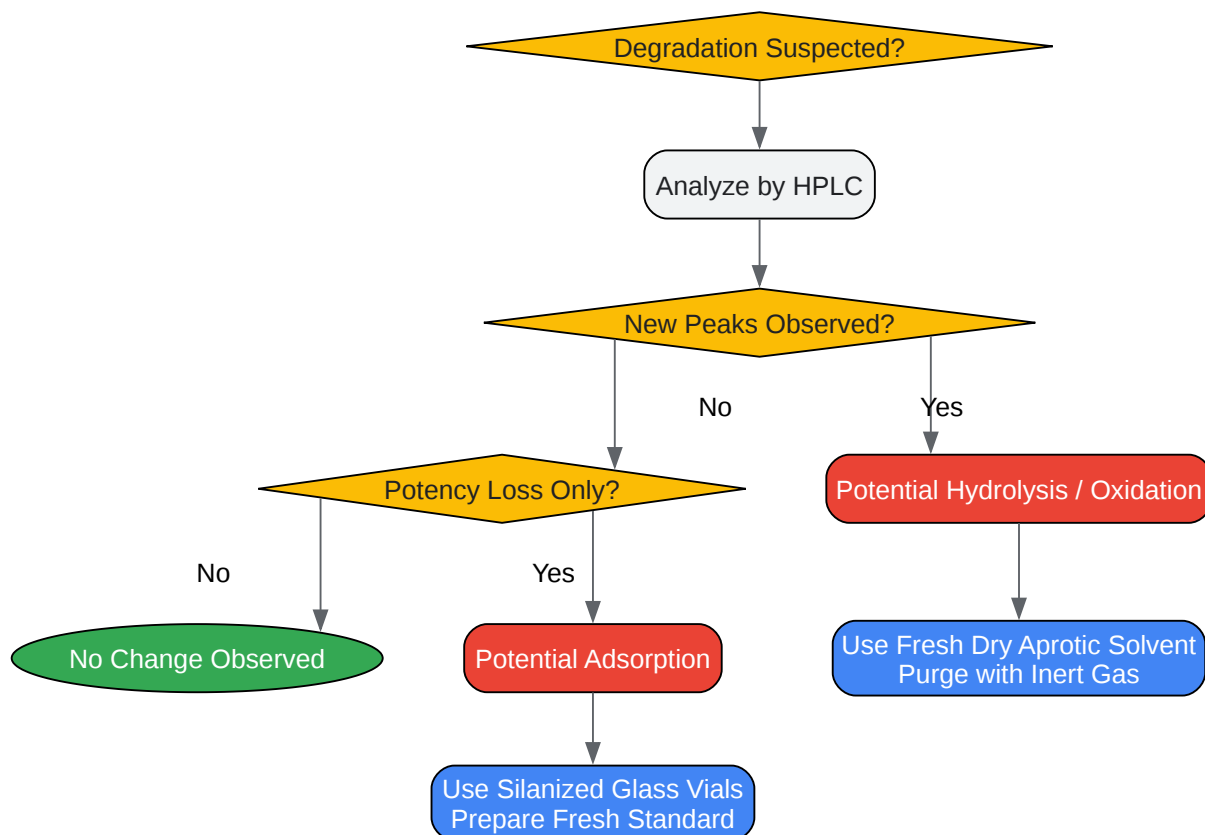 Degradation Suspected?
Analyze by HPLC
New Peaks Observed?
No
Yes
Potency Loss Only?
Potential Hydrolysis / Oxidation
No
Yes
No Change Observed
Potential Adsorption
Use Fresh Dry Aprotic Solvent
Purge with Inert Gas
Use Silanized Glass Vials
Prepare Fresh Standard